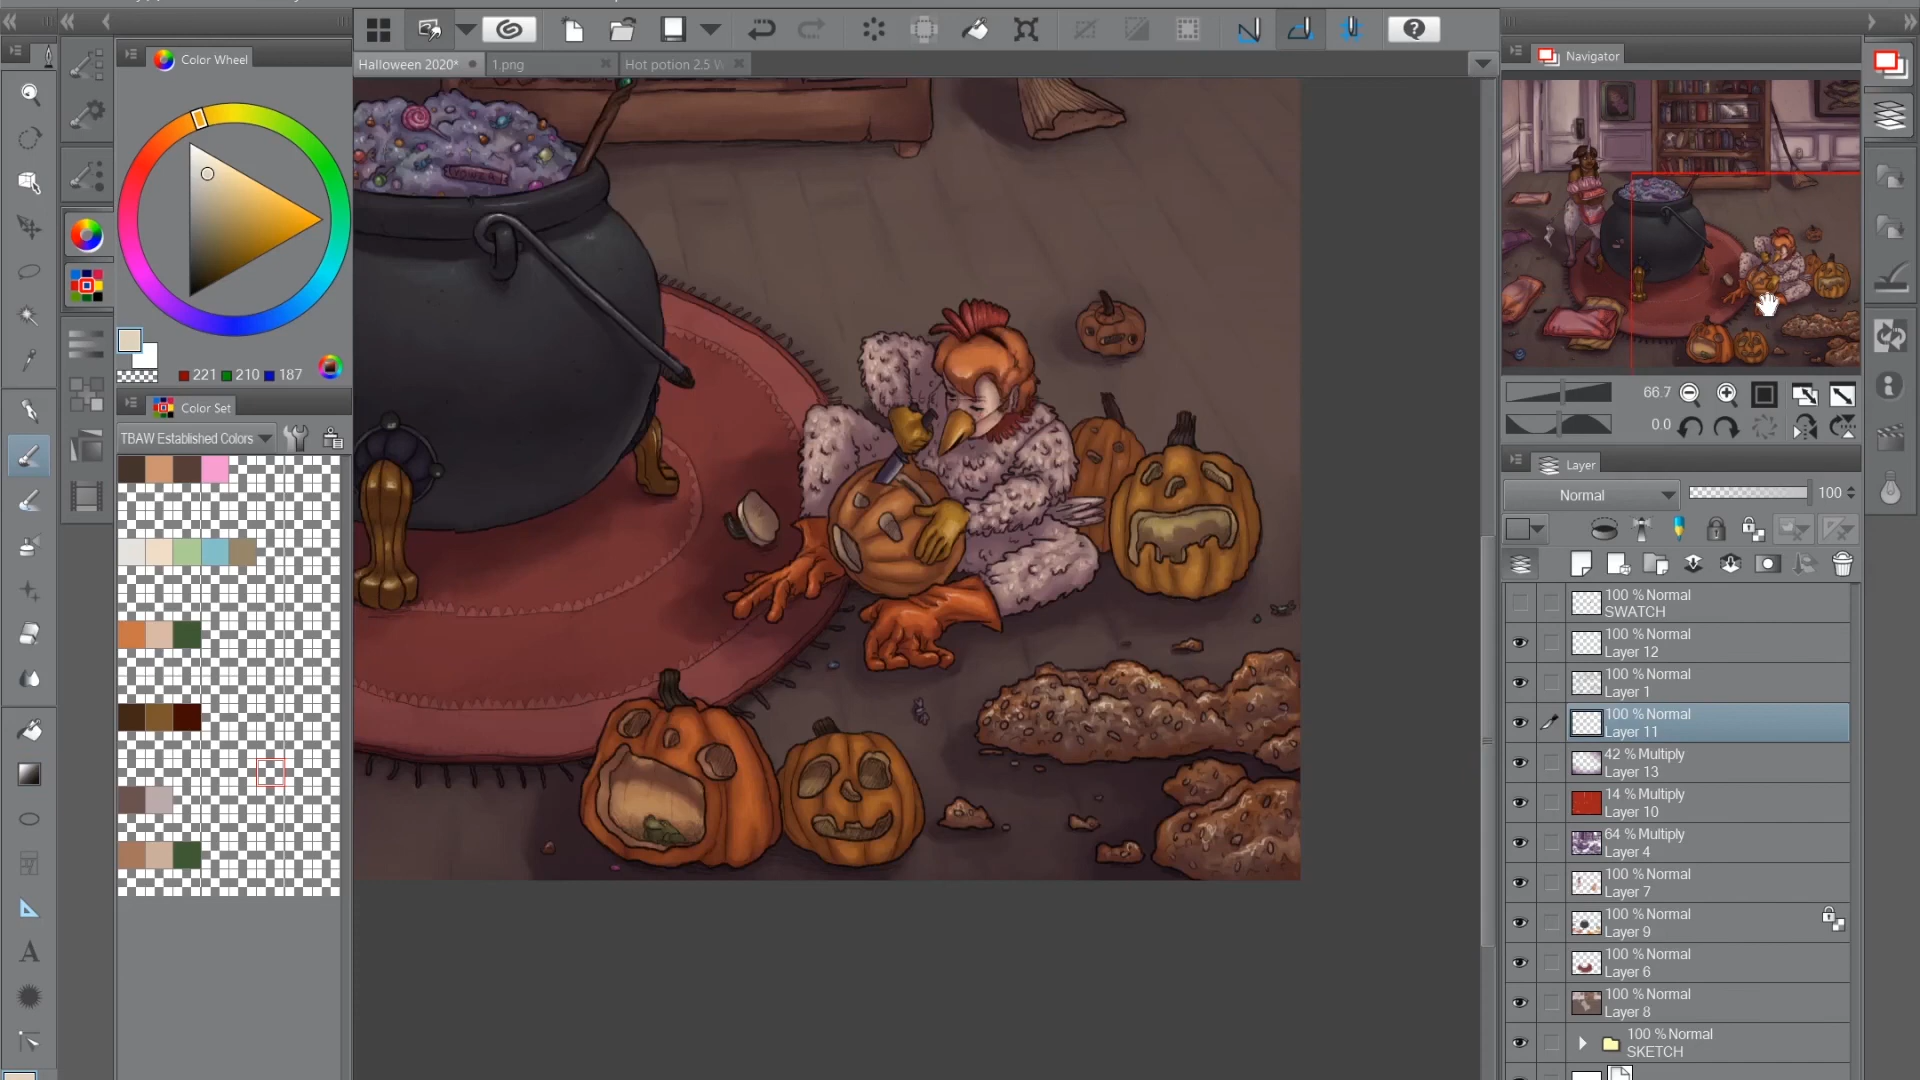 Color Wheel
Halloween 2020*
1.png
Hot potion 2.5 W
Navigator
221 210 187
66.7
0.0
Color Set
TBAW Established Colors
Layer
Normal
100
100 % Normal
SWATCH
100 % Normal
Layer 12
100 % Normal
Layer 1
100 % Normal
Layer 11
42 % Multiply
Layer 13
14 % Multiply
Layer 10
64 % Multiply
Layer 4
100 % Normal
Layer 7
100 % Normal
Layer 9
100 % Normal
Layer 6
100 % Normal
Layer 8
100 % Normal
SKETCH